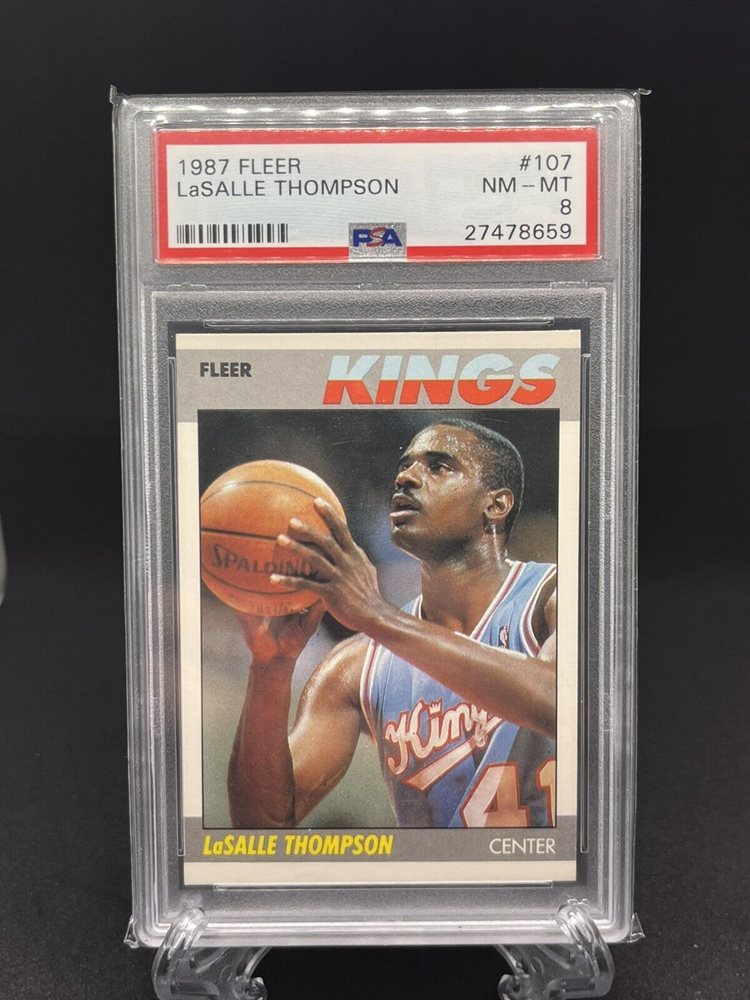 1987 FLEER #107
LaSALLE THOMPSON NM--MT
8
PSA 27478659
FLEER KINGS
SPALDING
Kings
41
LaSALLE THOMPSON CENTER